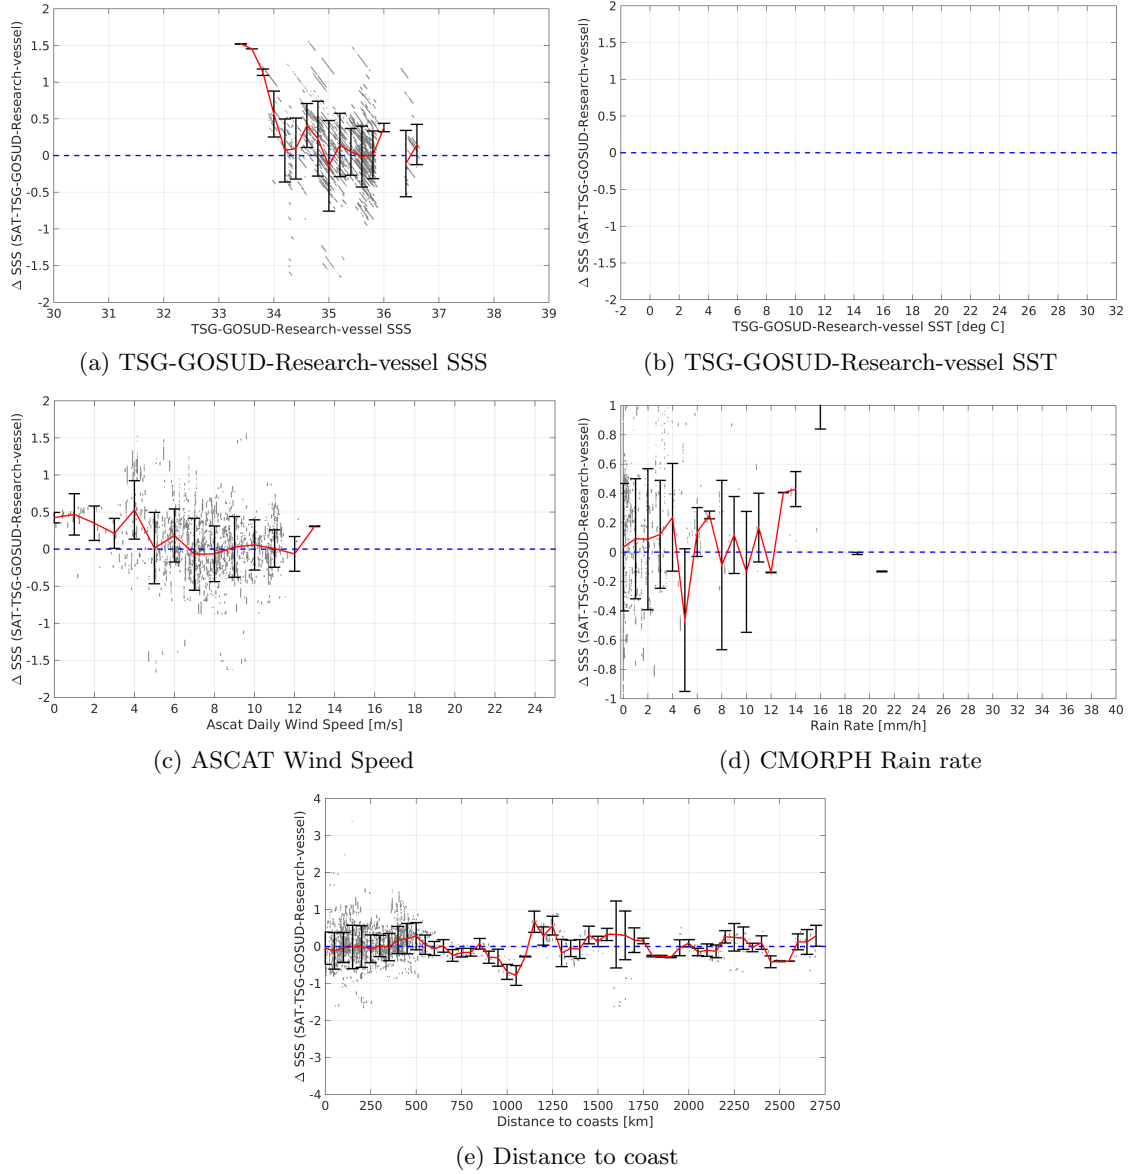 Δ SSS (SAT-TSG-GOSUD-Research-vessel)
2
1.5
1
0.5
0
-0.5
-1
-1.5
-2
30 31 32 33 34 35 36 37 38 39
TSG-GOSUD-Research-vessel SSS
(a) TSG-GOSUD-Research-vessel SSS
Δ SSS (SAT-TSG-GOSUD-Research-vessel)
2
1.5
1
0.5
0
-0.5
-1
-1.5
-2
-2 0 2 4 6 8 10 12 14 16 18 20 22 24 26 28 30 32
TSG-GOSUD-Research-vessel SST [deg C]
(b) TSG-GOSUD-Research-vessel SST
Δ SSS (SAT-TSG-GOSUD-Research-vessel)
2
1.5
1
0.5
0
-0.5
-1
-1.5
-2
0 2 4 6 8 10 12 14 16 18 20 22 24
Ascat Daily Wind Speed [m/s]
(c) ASCAT Wind Speed
Δ SSS (SAT-TSG-GOSUD-Research-vessel)
1
0.8
0.6
0.4
0.2
0
-0.2
-0.4
-0.6
-0.8
-1
0 2 4 6 8 10 12 14 16 18 20 22 24 26 28 30 32 34 36 38 40
Rain Rate [mm/h]
(d) CMORPH Rain rate
Δ SSS (SAT-TSG-GOSUD-Research-vessel)
4
3
2
1
0
-1
-2
-3
-4
0 250 500 750 1000 1250 1500 1750 2000 2250 2500 2750
Distance to coasts [km]
(e) Distance to coast